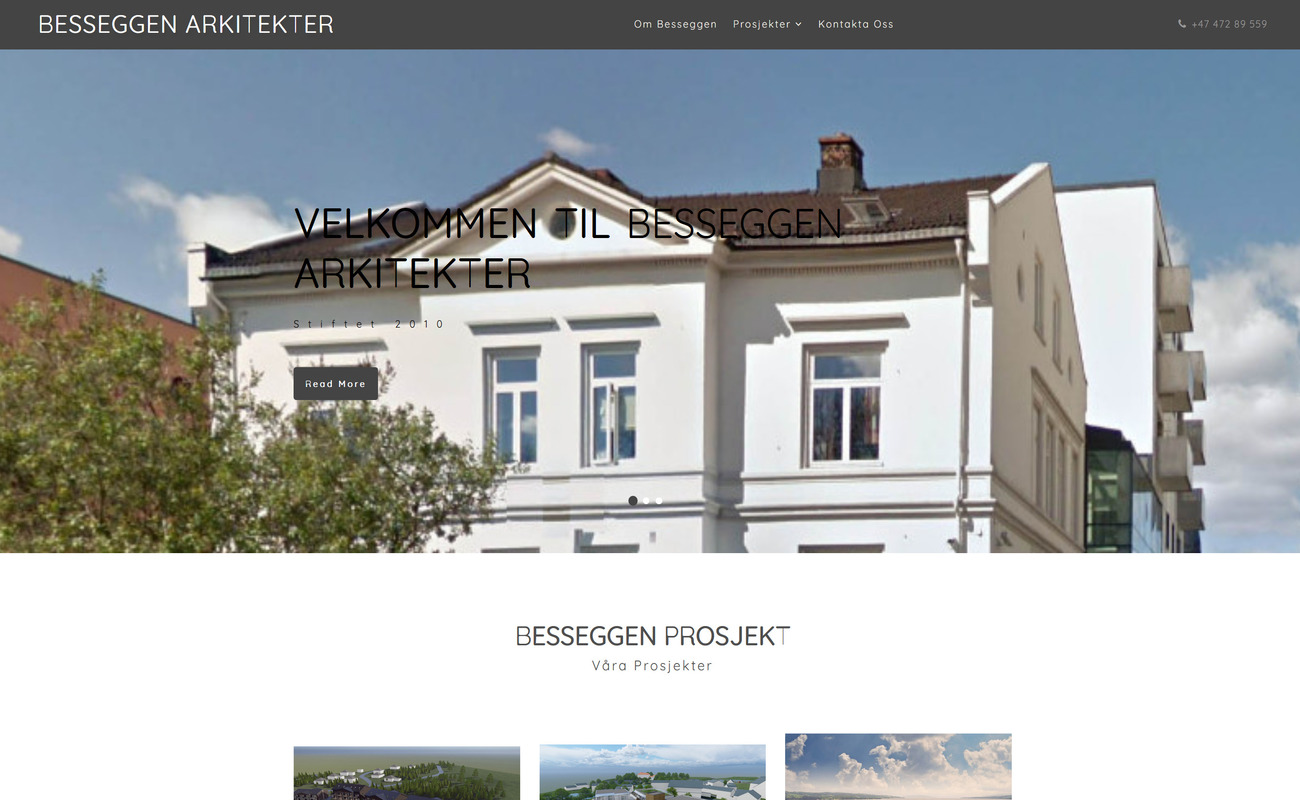 BESSEGGEN ARKITEKTER
Om Besseggen Prosjekter Kontakta Oss
+47 472 89 559
VELKOMMEN TIL BESSEGGEN
ARKITEKTER
Stiftet 2010
Read More
BESSEGGEN PROSJEKT
Våra Prosjekter